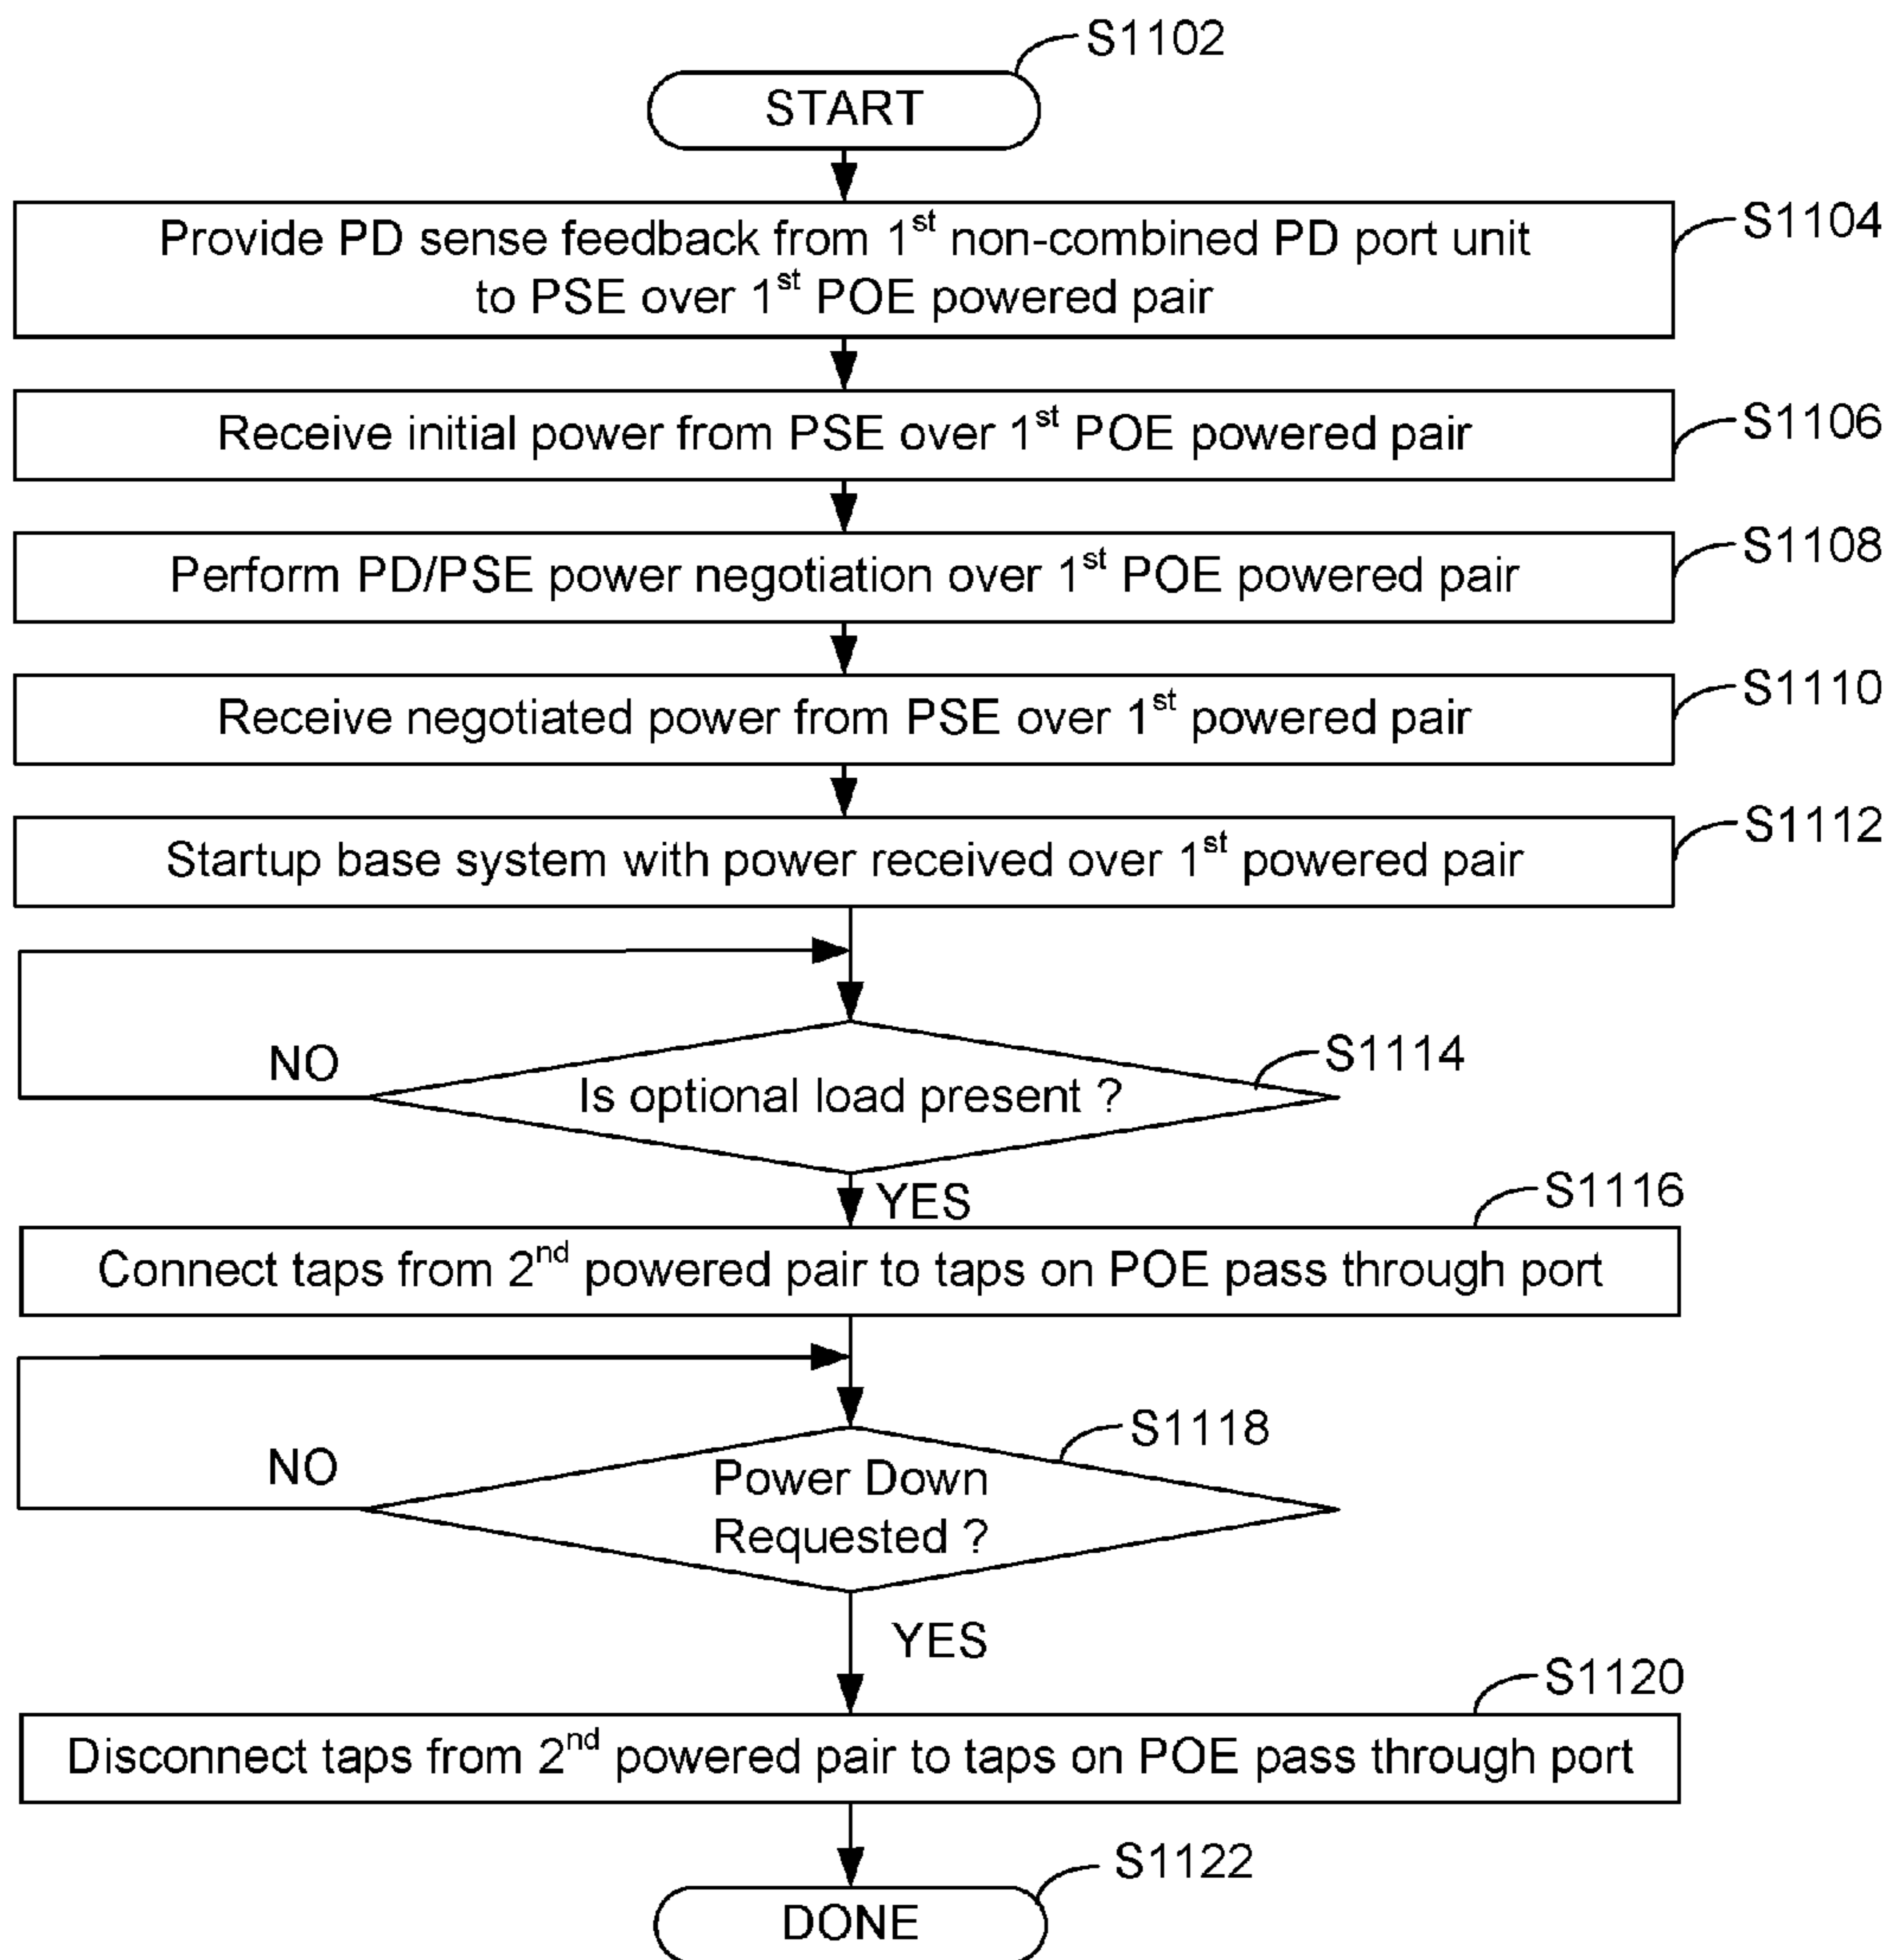 S1102
START
S1104
Provide PD sense feedback from 1st non-combined PD port unit
to PSE over 1st POE powered pair
S1106
Receive initial power from PSE over 1st POE powered pair
S1108
Perform PD/PSE power negotiation over 1st POE powered pair
S1110
Receive negotiated power from PSE over 1st powered pair
S1112
Startup base system with power received over 1st powered pair
NO
S1114
Is optional load present ?
YES
S1116
Connect taps from 2nd powered pair to taps on POE pass through port
S1118
NO
Power Down
Requested ?
YES
S1120
Disconnect taps from 2nd powered pair to taps on POE pass through port
S1122
DONE